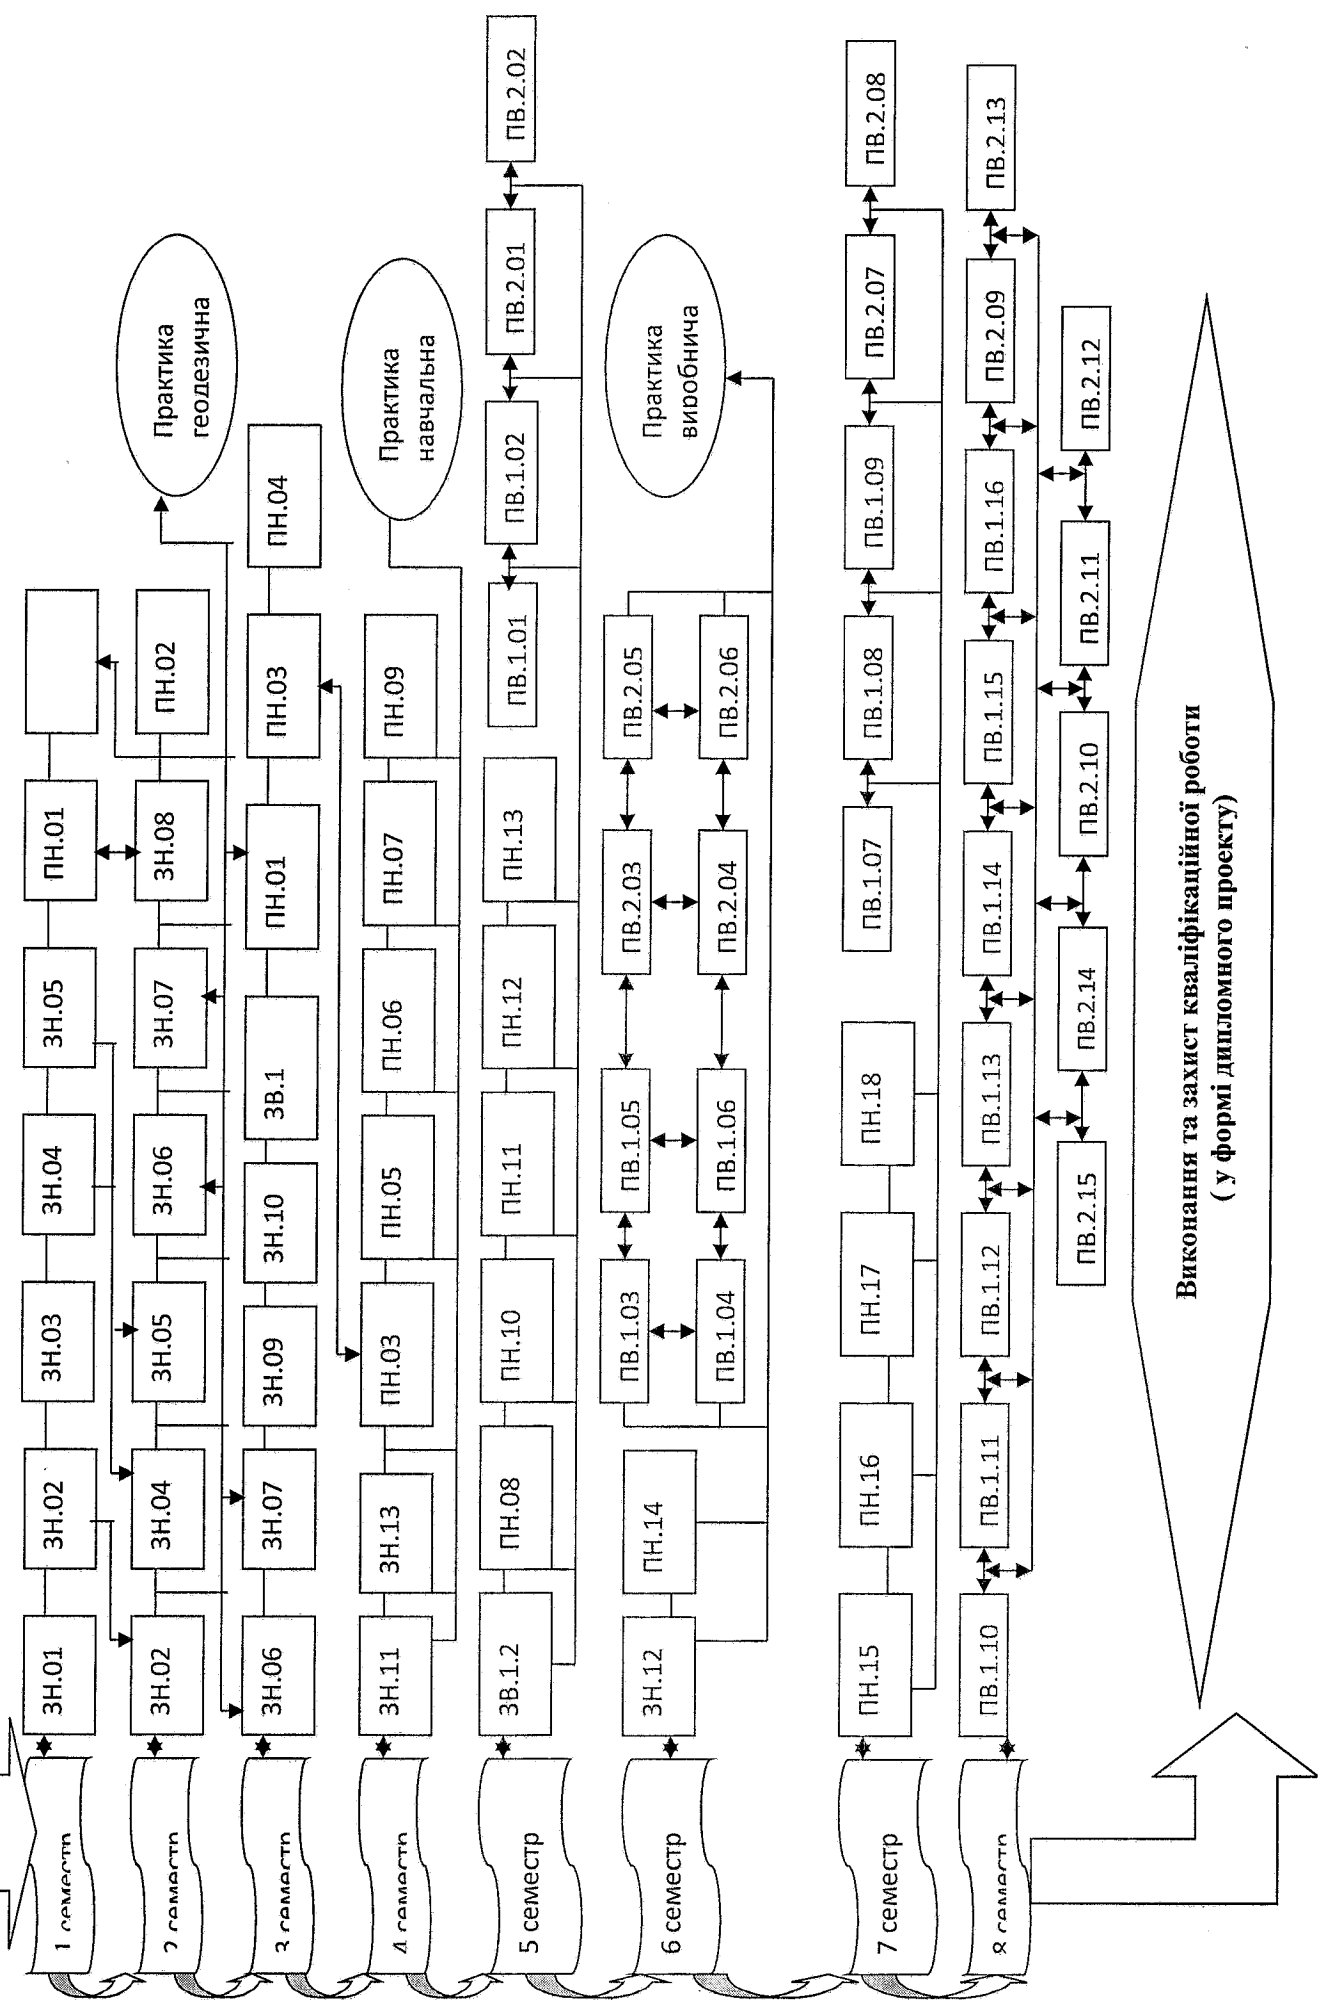 1 семестр
ЗН.01
ЗН.02
ЗН.03
ЗН.04
ЗН.05
ПН.01
2 семестр
ЗН.02
ЗН.04
ЗН.05
ЗН.06
ЗН.07
ЗН.08
ПН.02
Практика
геодезична
3 семестр
ЗН.06
ЗН.07
ЗН.09
ЗН.10
ЗВ.1
ПН.01
ПН.03
ПН.04
4 семестр
ЗН.11
ЗН.13
ПН.03
ПН.05
ПН.06
ПН.07
ПН.09
Практика
навчальна
5 семестр
ЗВ.1.2
ПН.08
ПН.10
ПН.11
ПН.12
ПН.13
ПВ.1.01
ПВ.1.02
ПВ.2.01
ПВ.2.02
6 семестр
ЗН.12
ПН.14
ПВ.1.03
ПВ.1.05
ПВ.2.03
ПВ.2.05
ПВ.1.04
ПВ.1.06
ПВ.2.04
ПВ.2.06
Практика
виробнича
7 семестр
ПН.15
ПН.16
ПН.17
ПН.18
ПВ.1.07
ПВ.1.08
ПВ.1.09
ПВ.2.07
ПВ.2.08
8 семестр
ПВ.1.10
ПВ.1.11
ПВ.1.12
ПВ.1.13
ПВ.1.14
ПВ.1.15
ПВ.1.16
ПВ.2.09
ПВ.2.13
ПВ.2.15
ПВ.2.14
ПВ.2.10
ПВ.2.11
ПВ.2.12
Виконання та захист кваліфікаційної роботи
( у формі дипломного проекту)